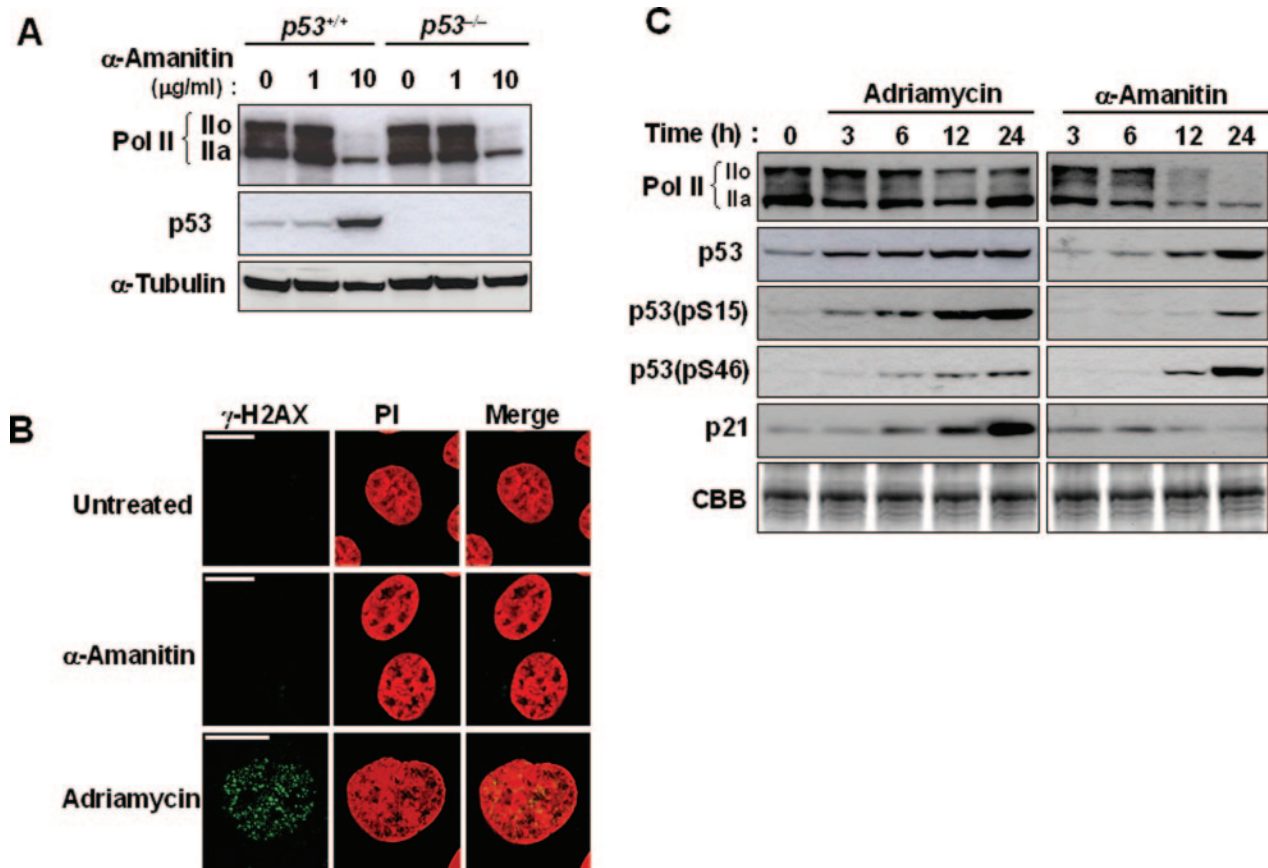 A
p53+/+ p53–/–
α-Amanitin
(μg/ml) : 0 1 10 0 1 10
Pol II { IIo
IIa
p53
α-Tubulin
B
γ-H2AX PI Merge
Untreated
α-Amanitin
Adriamycin
C
Adriamycin α-Amanitin
Time (h) : 0 3 6 12 24 3 6 12 24
Pol II { IIo
IIa
p53
p53(pS15)
p53(pS46)
p21
CBB